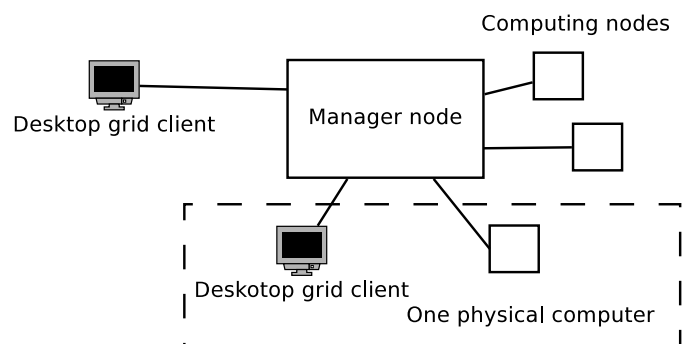 Computing nodes
Manager node
Desktop grid client
Deskotop grid client
One physical computer